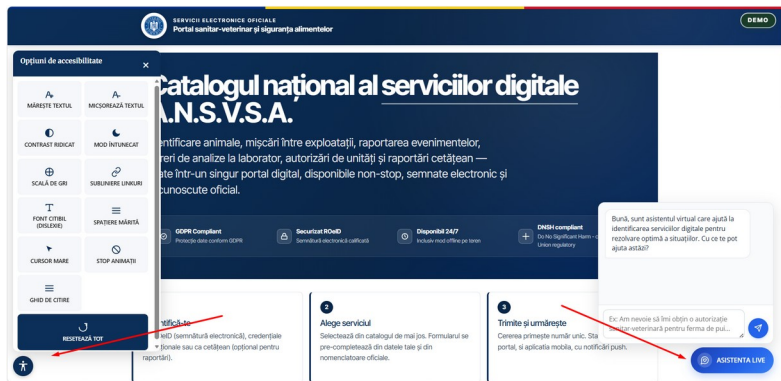 SERVICII ELECTRONICE OFICIALE
Portal sanitar-veterinar și siguranța alimentelor
DEMO
Opțiuni de accesibilitate
×
MĂREȘTE TEXTUL
MICȘOREAZĂ TEXTUL
CONTRAST RIDICAT
MOD ÎNTUNECAT
SCALĂ DE GRI
SUBLINIERE LINKURI
FONT CITIBIL
(DISLEXIE)
SPAȚIERE MĂRITĂ
CURSOR MARE
STOP ANIMAȚII
GHID DE CITIRE
RESETEAZĂ TOT
Catalogul național al serviciilor digitale
A.N.S.V.S.A.
entificare animale, mișcări între exploatații, raportarea evenimentelor,
reri de analize la laborator, autorizări de unități și raportări cetățean —
ate într-un singur portal digital, disponibile non-stop, semnate electronic și
cunoscute oficial.
GDPR Compliant
Protecție date conform GDPR
Securizat ROeID
Semnătură electronică calificată
Disponibil 24/7
Inclusiv mod offline pe teren
DNSH compliant
Do No Significant Harm - c
Union regulatory
ntifică-te
eID (semnătură electronică), credențiale
ționale sau ca cetățean (opțional pentru
raportări).
2
Alege serviciul
Selectează din catalogul de mai jos. Formularul se
pre-completează din datele tale și din
nomenclatoare oficiale.
3
Trimite și urmărește
Cererea primește număr unic. Sta
portal, și aplicatia mobila, cu notificări push.
Bună, sunt asistentul virtual care ajută la
identificarea serviciilor digitale pentru
rezolvare optimă a situațiilor. Cu ce te pot
ajuta astăzi?
Ex: Am nevoie să îmi obțin o autorizație
sanitar-veterinară pentru ferma de pui...
ASISTENTA LIVE